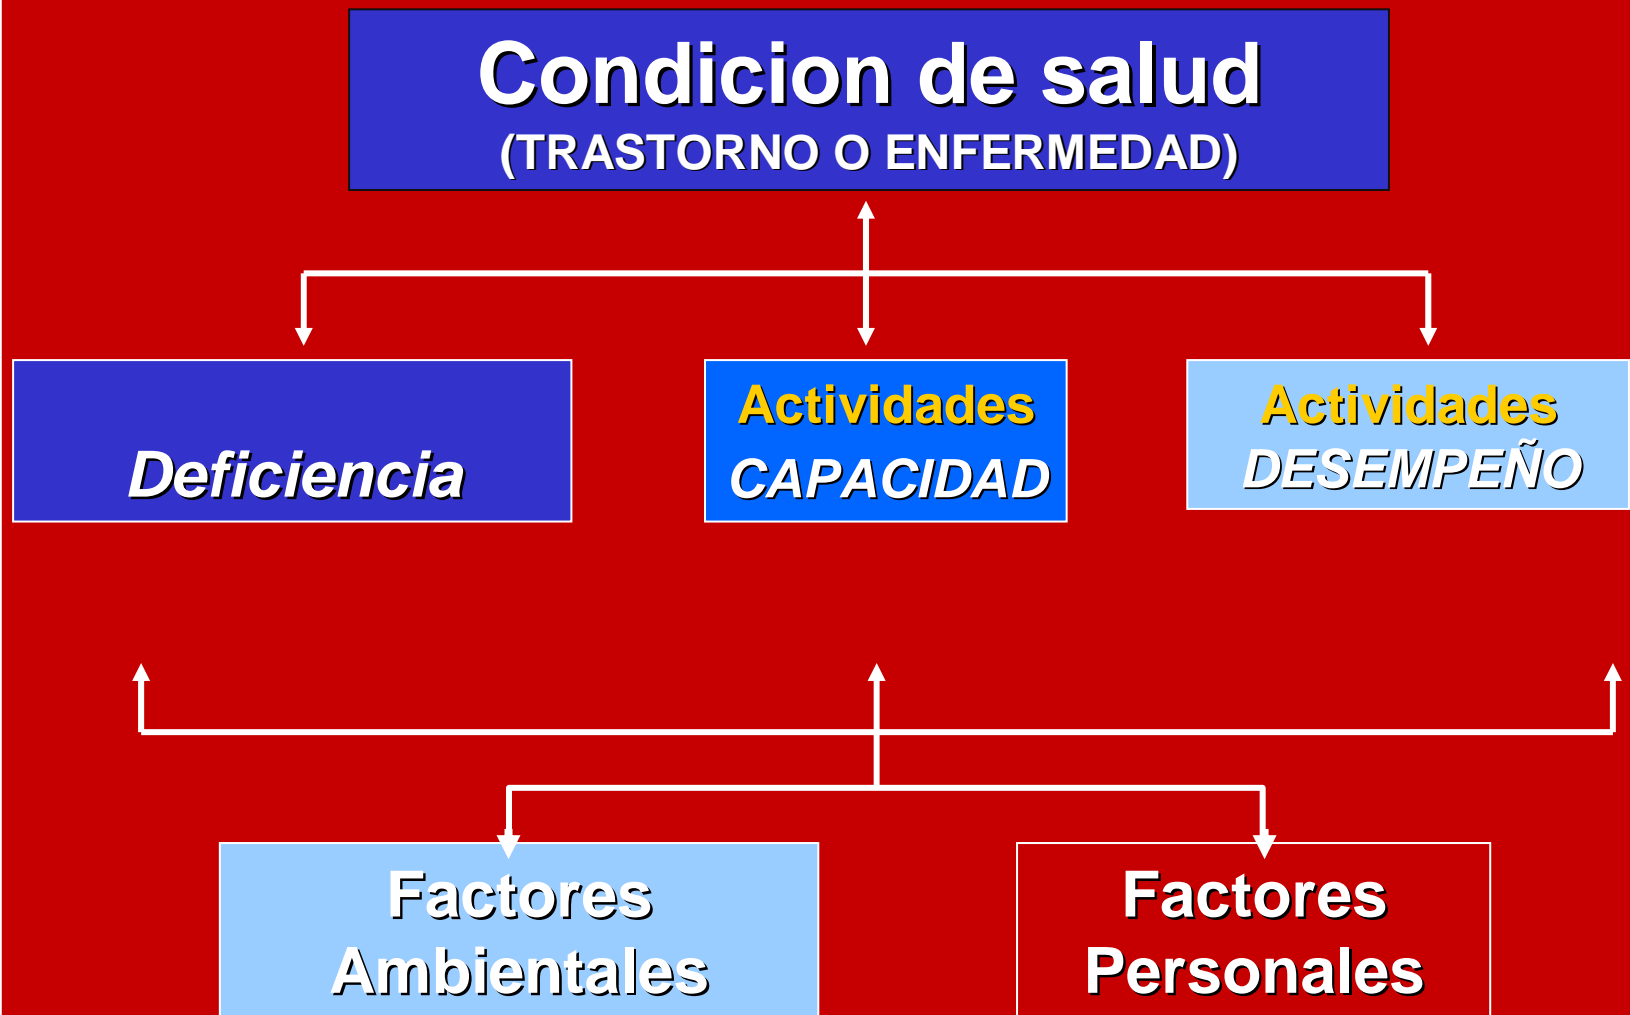 Condicion de salud
(TRASTORNO O ENFERMEDAD)
Deficiencia
Actividades
CAPACIDAD
Actividades
DESEMPEÑO
Factores
Ambientales
Factores
Personales